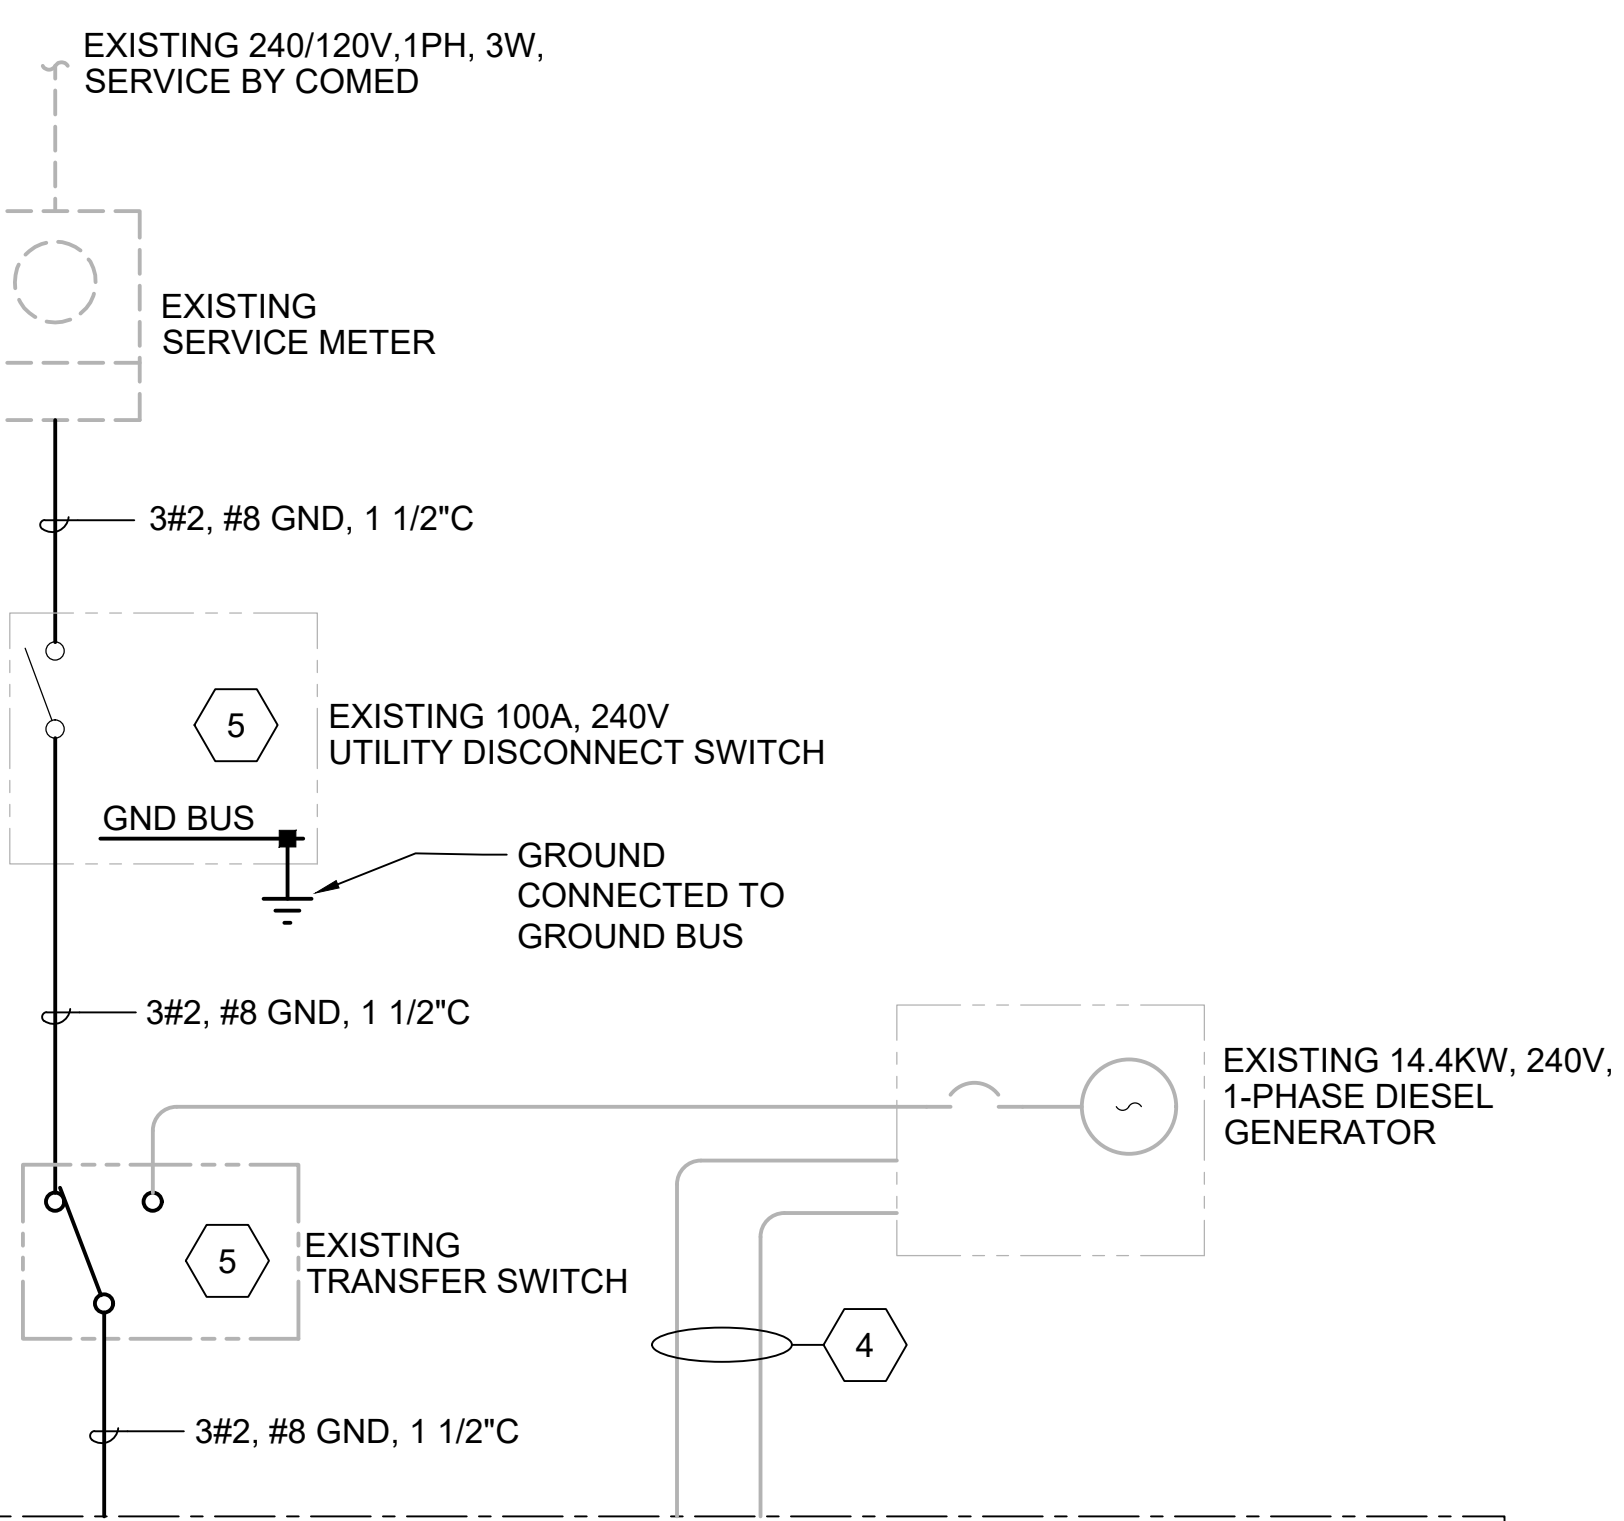 EXISTING 240/120V,1PH, 3W,
SERVICE BY COMED
EXISTING
SERVICE METER
3#2, #8 GND, 1 1/2"C
5
EXISTING 100A, 240V
UTILITY DISCONNECT SWITCH
GND BUS
GROUND
CONNECTED TO
GROUND BUS
3#2, #8 GND, 1 1/2"C
EXISTING 14.4KW, 240V,
1-PHASE DIESEL
GENERATOR
5
EXISTING
TRANSFER SWITCH
4
3#2, #8 GND, 1 1/2"C